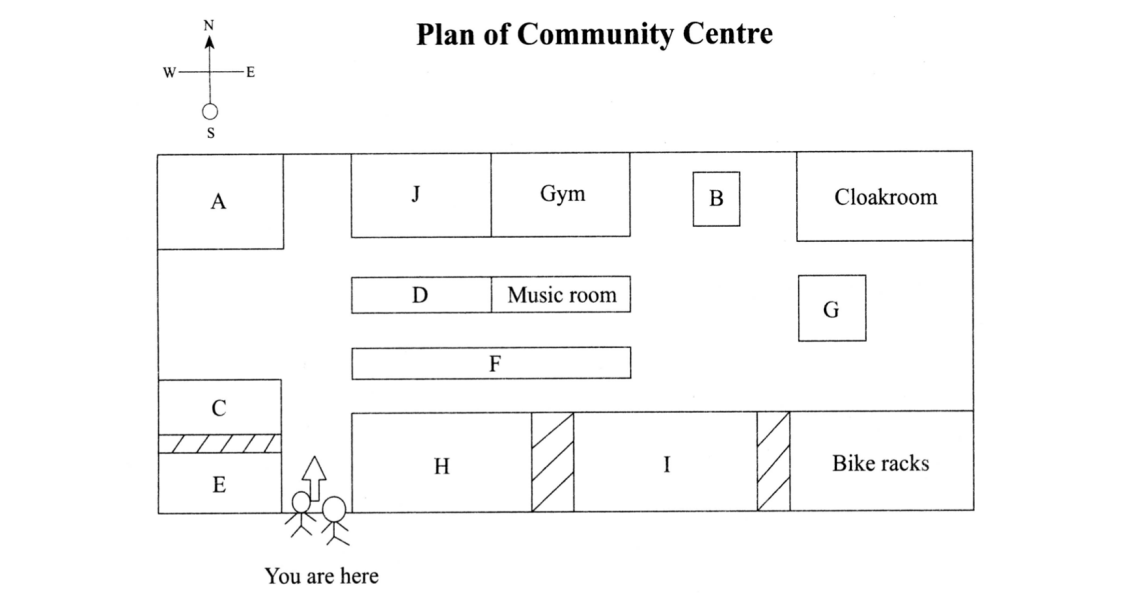 Plan of Community Centre
N
W E
S
A J Gym B Cloakroom
D Music room G
F
C
H I Bike racks
E
You are here